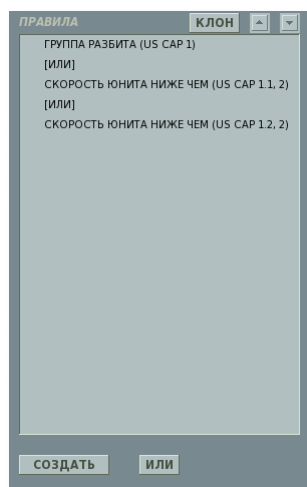 ПРАВИЛА КЛОН
ГРУППА РАЗБИТА (US CAP 1)
[ИЛИ]
СКОРОСТЬ ЮНИТА НИЖЕ ЧЕМ (US CAP 1.1, 2)
[ИЛИ]
СКОРОСТЬ ЮНИТА НИЖЕ ЧЕМ (US CAP 1.2, 2)
СОЗДАТЬ ИЛИ